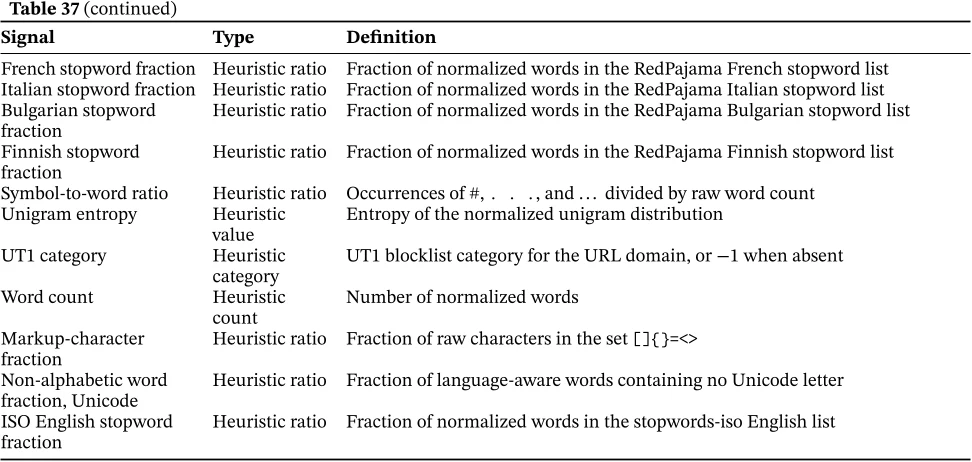 Table 37 (continued)
Signal Type Definition
French stopword fraction Heuristic ratio Fraction of normalized words in the RedPajama French stopword list
Italian stopword fraction Heuristic ratio Fraction of normalized words in the RedPajama Italian stopword list
Bulgarian stopword Heuristic ratio Fraction of normalized words in the RedPajama Bulgarian stopword list
fraction
Finnish stopword Heuristic ratio Fraction of normalized words in the RedPajama Finnish stopword list
fraction
Symbol-to-word ratio Heuristic ratio Occurrences of #, . . ., and … divided by raw word count
Unigram entropy Heuristic Entropy of the normalized unigram distribution
value
UT1 category Heuristic UT1 blocklist category for the URL domain, or −1 when absent
category
Word count Heuristic Number of normalized words
count
Markup-character Heuristic ratio Fraction of raw characters in the set []{}=<>
fraction
Non-alphabetic word Heuristic ratio Fraction of language-aware words containing no Unicode letter
fraction, Unicode
ISO English stopword Heuristic ratio Fraction of normalized words in the stopwords-iso English list
fraction